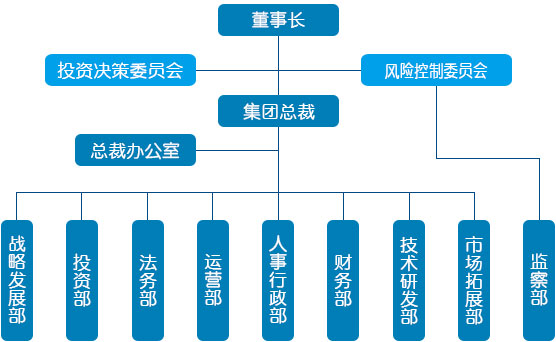 董事长
投资决策委员会
风险控制委员会
集团总裁
总裁办公室
战略发展部
投资部
法务部
运营部
人事行政部
财务部
技术研发部
市场拓展部
监察部